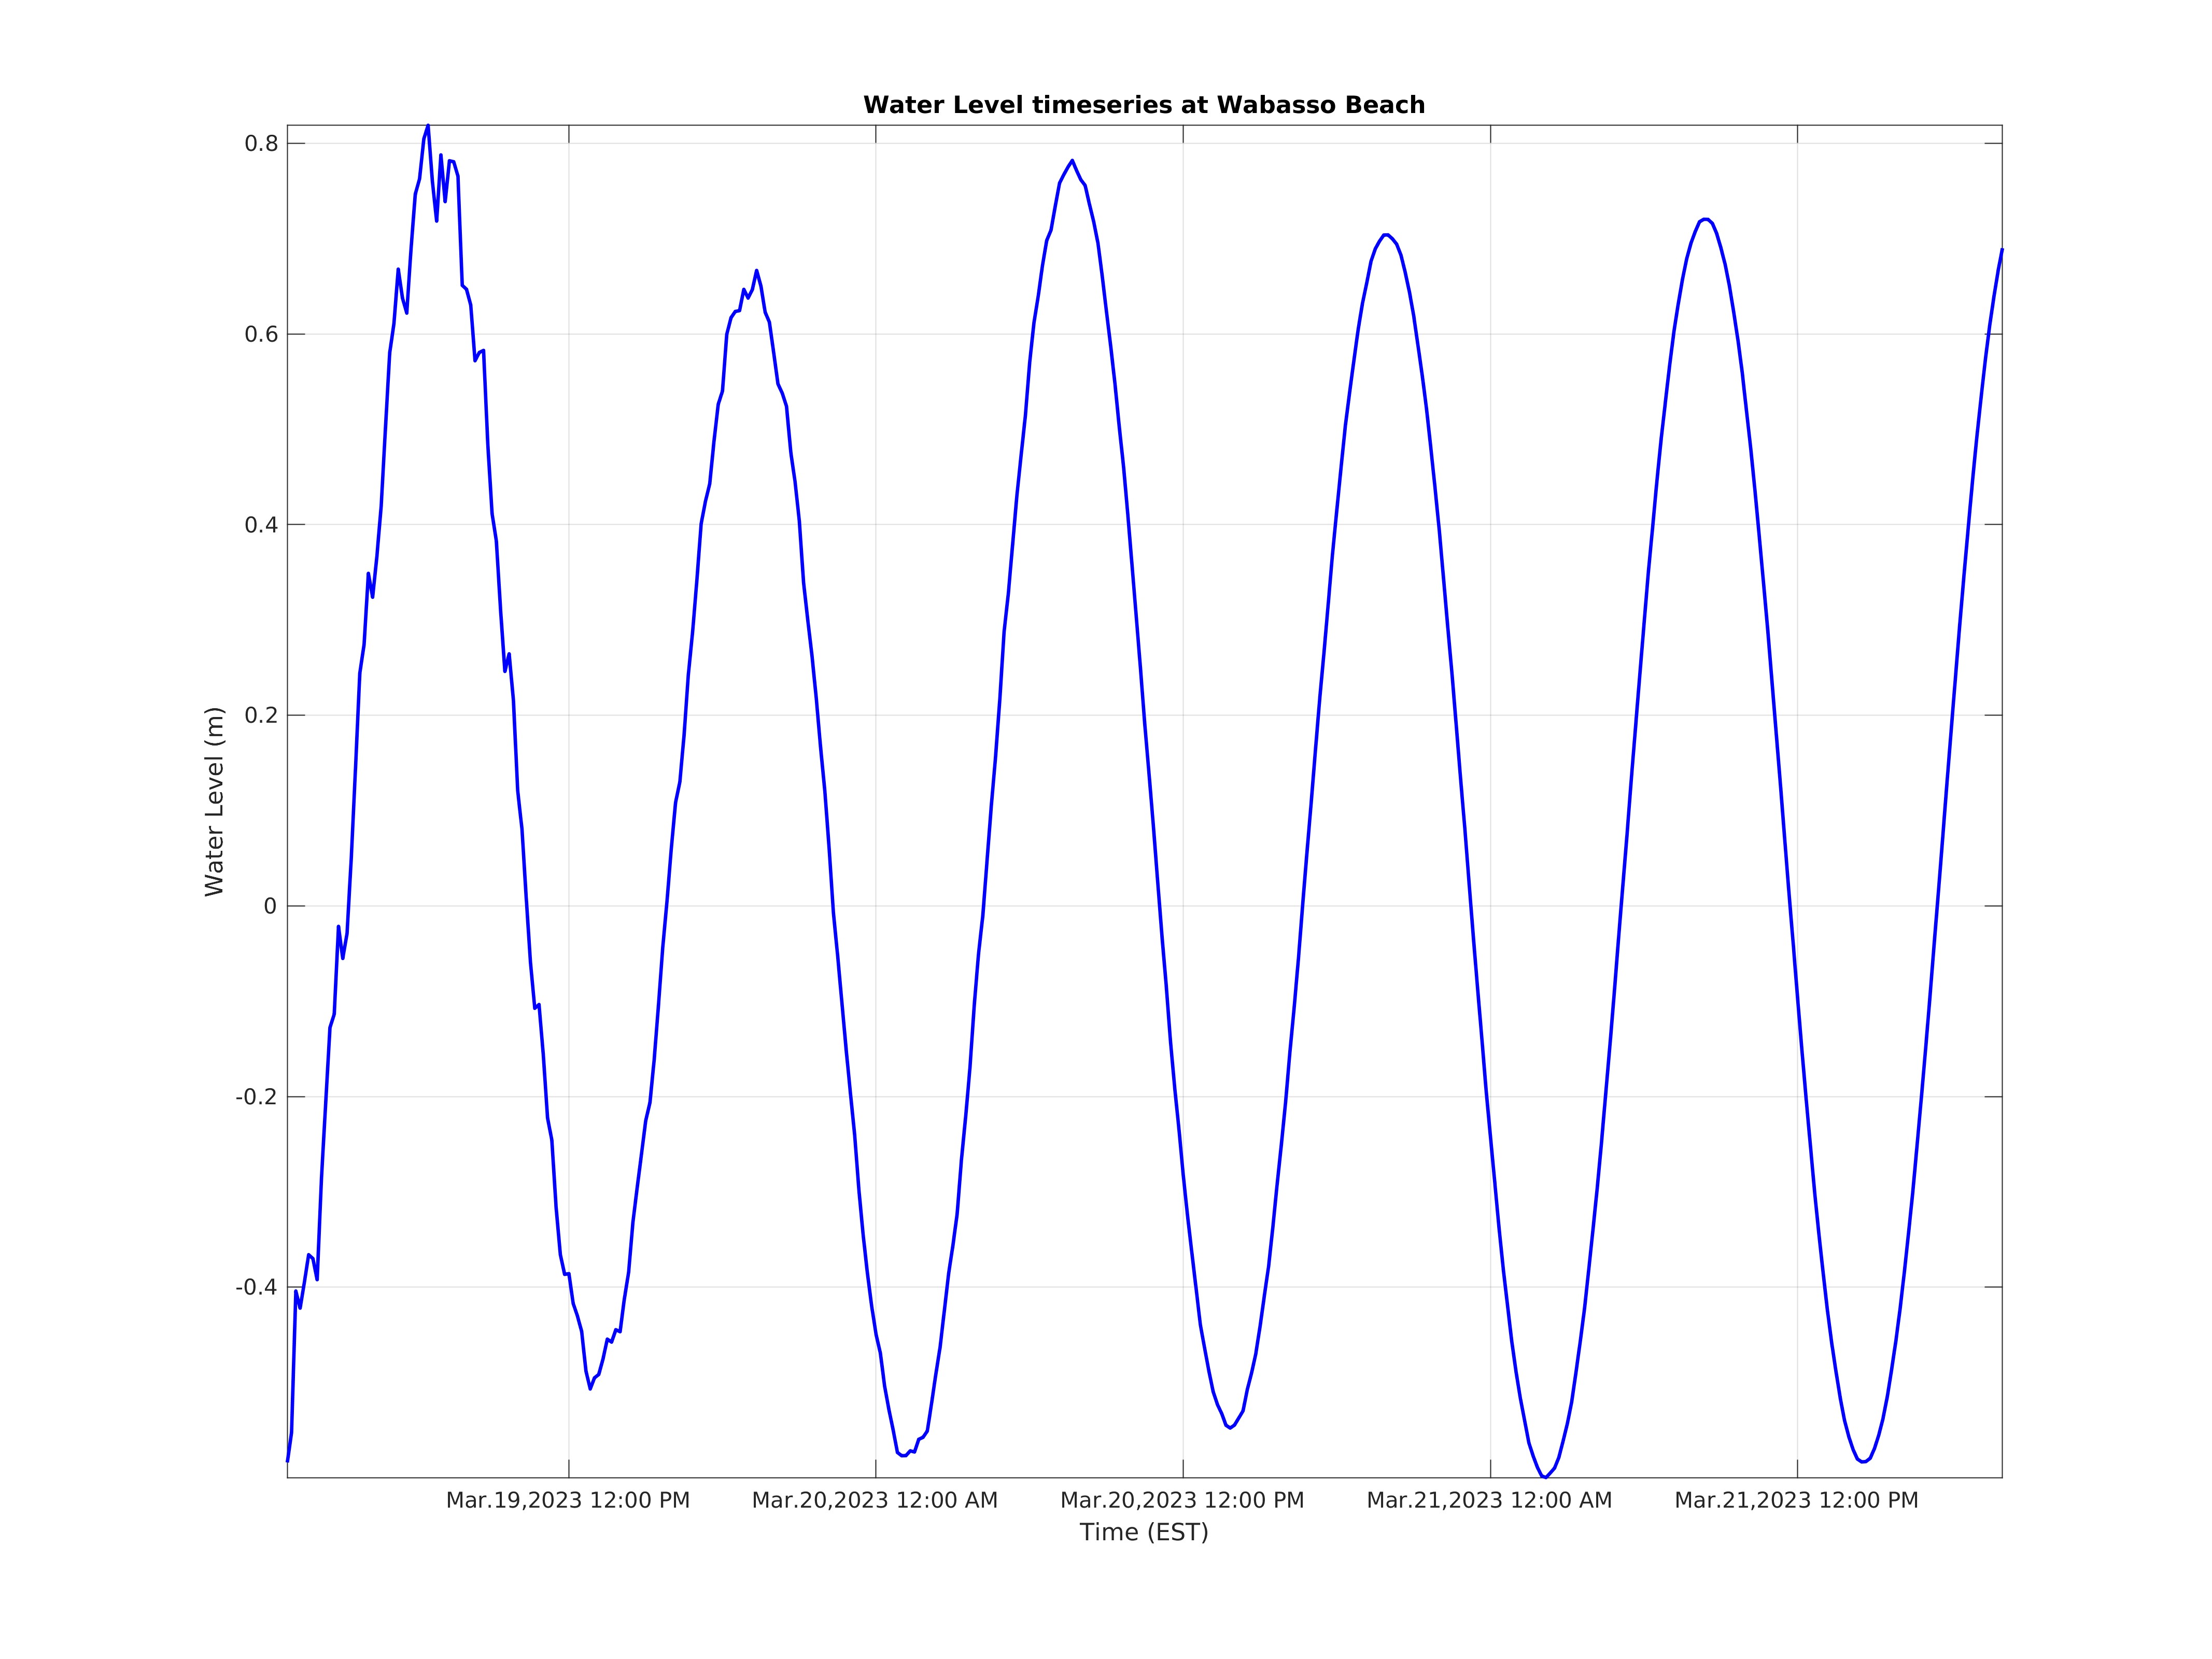 Water Level timeseries at Wabasso Beach
Water Level (m)
0.8
0.6
0.4
0.2
0
-0.2
-0.4
Mar.19,2023 12:00 PM
Mar.20,2023 12:00 AM
Mar.20,2023 12:00 PM
Mar.21,2023 12:00 AM
Mar.21,2023 12:00 PM
Time (EST)